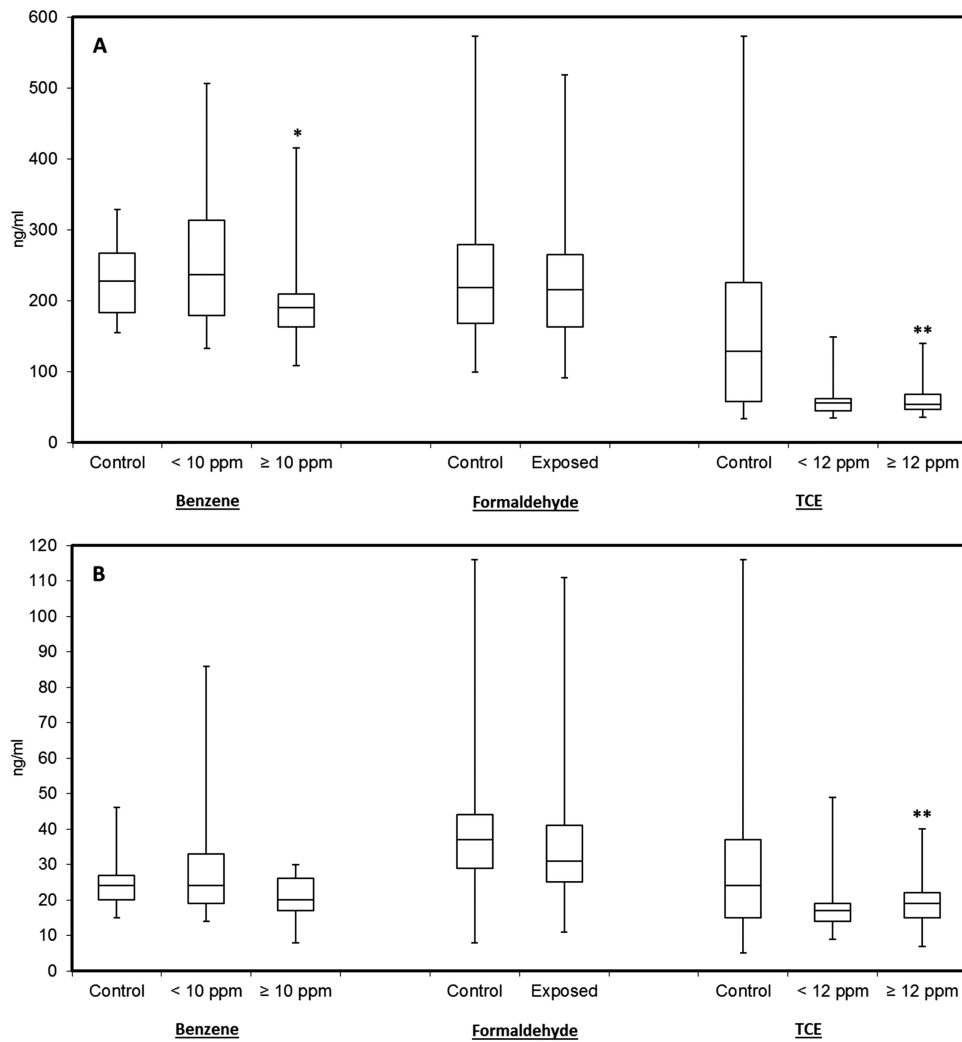 A
600
500
400
300
200
100
0
ng/ml
*
**
Control < 10 ppm ≥ 10 ppm Control Exposed Control < 12 ppm ≥ 12 ppm
Benzene Formaldehyde TCE
B
120
110
100
90
80
70
60
50
40
30
20
10
0
ng/ml
**
Control < 10 ppm ≥ 10 ppm Control Exposed Control < 12 ppm ≥ 12 ppm
Benzene Formaldehyde TCE